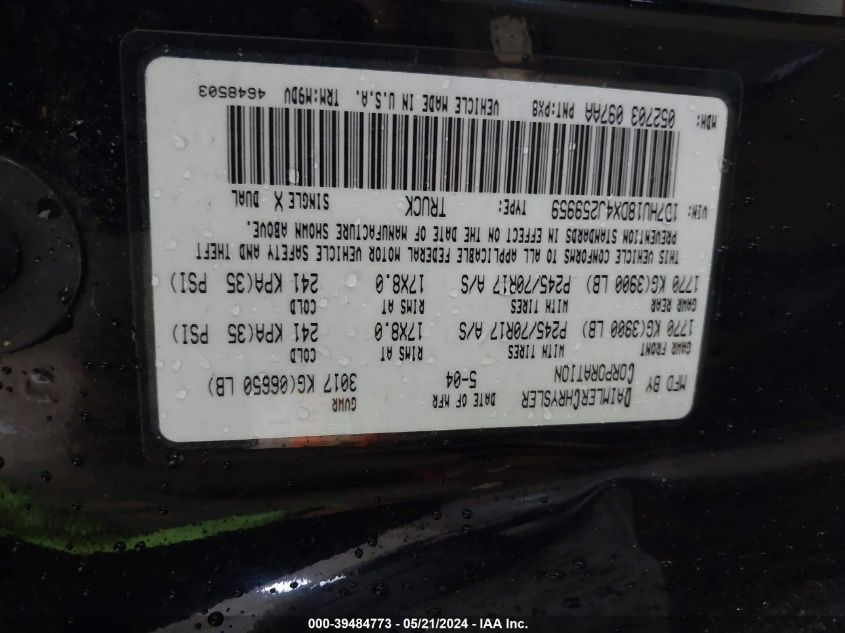 MFD BY DAIMLERCHRYSLER CORPORATION DATE OF MFR 5-04 GVWR 3017 KG(06650 LB)
GAWR FRONT WITH TIRES RIMS AT COLD
1770 KG(3900 LB) P245/70R17 A/S 17X8.0 241 KPA(35 PSI)
GAWR REAR WITH TIRES RIMS AT COLD
1770 KG(3900 LB) P245/70R17 A/S 17X8.0 241 KPA(35 PSI)
THIS VEHICLE CONFORMS TO ALL APPLICABLE FEDERAL MOTOR VEHICLE SAFETY AND THEFT
PREVENTION STANDARDS IN EFFECT ON THE DATE OF MANUFACTURE SHOWN ABOVE.
VIN: 1D7HU18DX4J259959 TYPE: TRUCK SINGLE X DUAL
MDH: 052703 097AA PNT:PX8 VEHICLE MADE IN U.S.A. TRM:M9DV 4648503
000-39484773 - 05/21/2024 - IAA Inc.